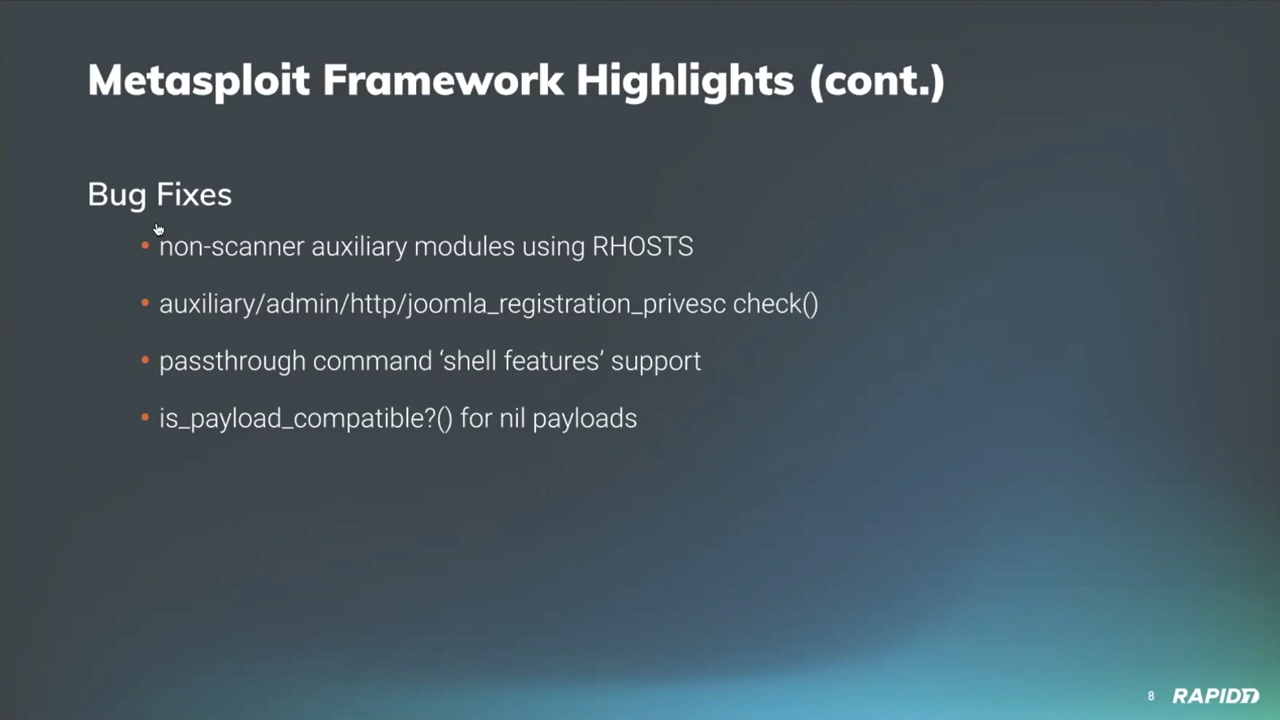 Metasploit Framework Highlights (cont.)
Bug Fixes
• non-scanner auxiliary modules using RHOSTS
• auxiliary/admin/http/joomla_registration_privesc check()
• passthrough command ‘shell features’ support
• is_payload_compatible?() for nil payloads
8 RAPID7